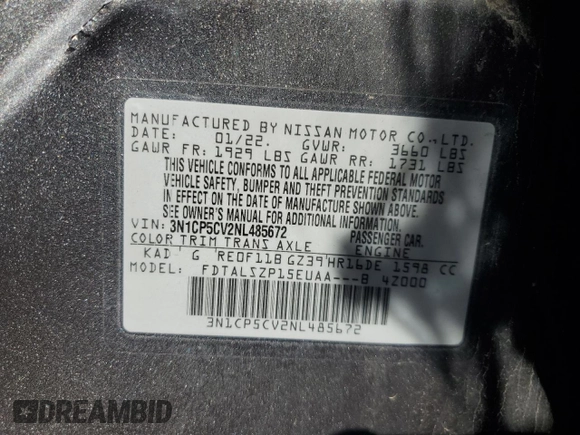 MANUFACTURED BY NISSAN MOTOR CO., LTD.
DATE: 01/22. GVWR: 3660 LBS
GAWR FR: 1929 LBS GAWR RR: 1731 LBS
THIS VEHICLE CONFORMS TO ALL APPLICABLE FEDERAL MOTOR
VEHICLE SAFETY, BUMPER AND THEFT PREVENTION STANDARDS
IN EFFECT ON THE DATE OF MANUFACTURE SHOWN ABOVE.
SEE OWNER'S MANUAL FOR ADDITIONAL INFORMATION.
VIN: 3N1CP5CV2NL485672 PASSENGER CAR.
COLOR TRIM TRANS AXLE ENGINE
KAD G RE0F11B GZ39 HR16DE 1598 CC
MODEL: FDTALSZP15EUAA---B 4Z000
3N1CP5CV2NL485672
DREAMBID